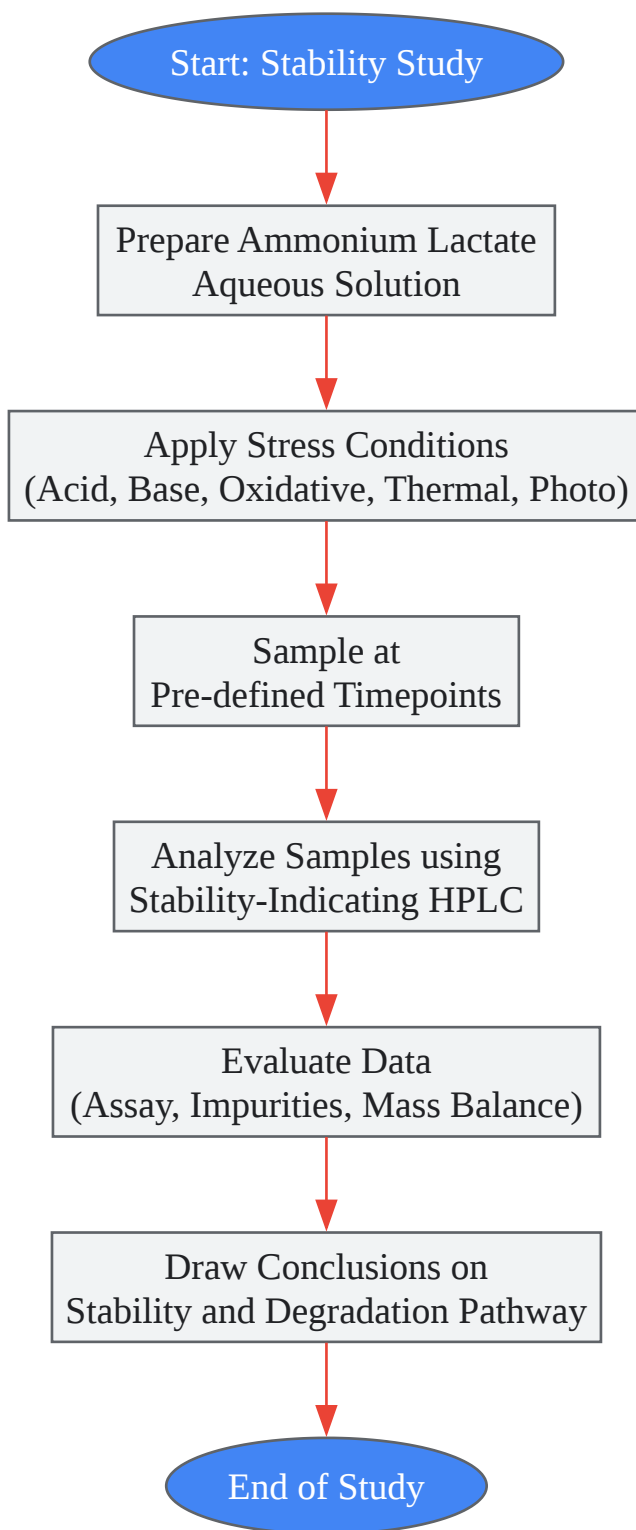 Start: Stability Study
Prepare Ammonium Lactate
Aqueous Solution
Apply Stress Conditions
(Acid, Base, Oxidative, Thermal, Photo)
Sample at
Pre-defined Timepoints
Analyze Samples using
Stability-Indicating HPLC
Evaluate Data
(Assay, Impurities, Mass Balance)
Draw Conclusions on
Stability and Degradation Pathway
End of Study